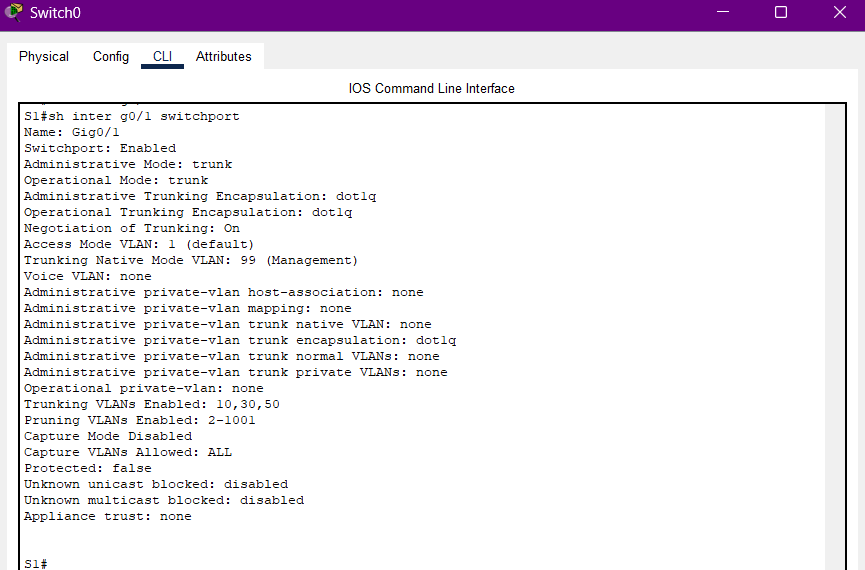 Switch0
Physical Config CLI Attributes
IOS Command Line Interface
S1#sh inter g0/1 switchport
Name: Gig0/1
Switchport: Enabled
Administrative Mode: trunk
Operational Mode: trunk
Administrative Trunking Encapsulation: dot1q
Operational Trunking Encapsulation: dot1q
Negotiation of Trunking: On
Access Mode VLAN: 1 (default)
Trunking Native Mode VLAN: 99 (Management)
Voice VLAN: none
Administrative private-vlan host-association: none
Administrative private-vlan mapping: none
Administrative private-vlan trunk native VLAN: none
Administrative private-vlan trunk encapsulation: dot1q
Administrative private-vlan trunk normal VLANs: none
Administrative private-vlan trunk private VLANs: none
Operational private-vlan: none
Trunking VLANs Enabled: 10,30,50
Pruning VLANs Enabled: 2-1001
Capture Mode Disabled
Capture VLANs Allowed: ALL
Protected: false
Unknown unicast blocked: disabled
Unknown multicast blocked: disabled
Appliance trust: none
S1#